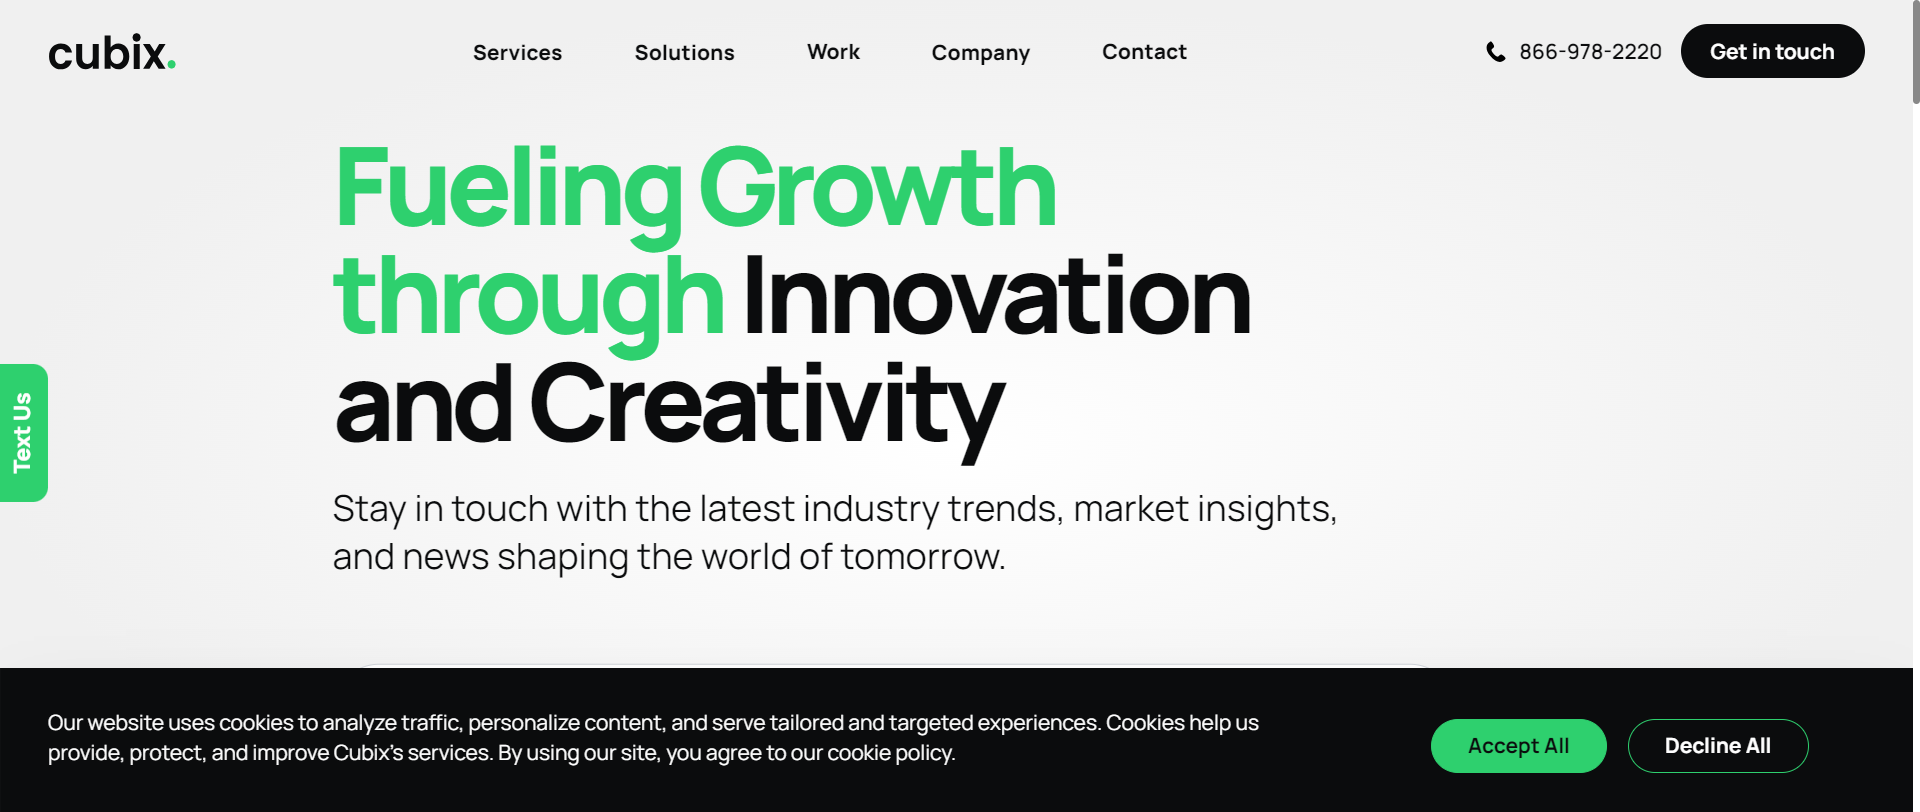 cubix.
Services
Solutions
Work
Company
Contact
866-978-2220
Get in touch
Fueling Growth
through Innovation
and Creativity
Stay in touch with the latest industry trends, market insights,
and news shaping the world of tomorrow.
Text Us
Our website uses cookies to analyze traffic, personalize content, and serve tailored and targeted experiences. Cookies help us
provide, protect, and improve Cubix's services. By using our site, you agree to our cookie policy.
Accept All
Decline All